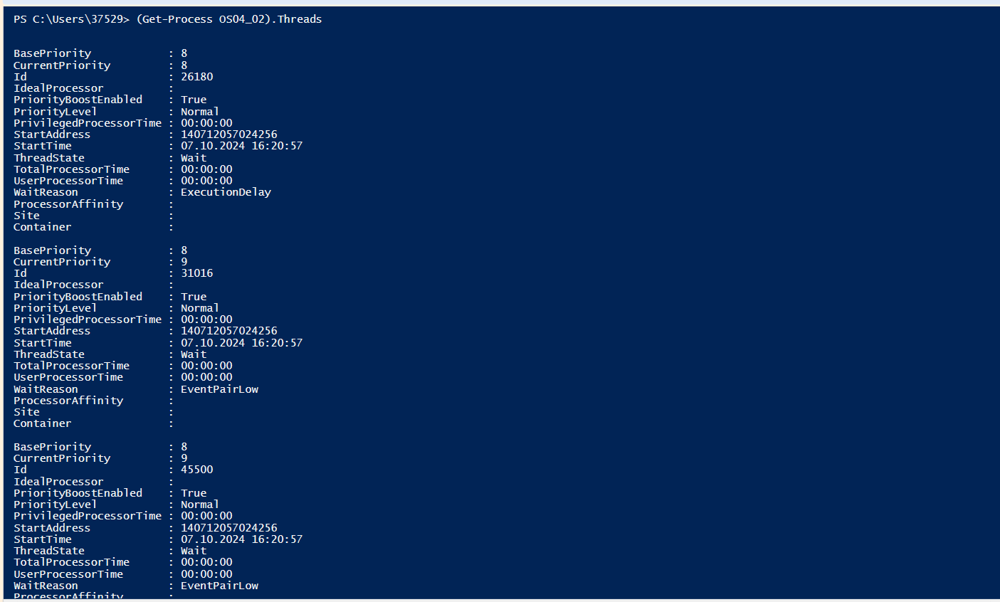 PS C:\Users\37529> (Get-Process OS04_02).Threads
BasePriority : 8
CurrentPriority : 8
Id : 26180
IdealProcessor :
PriorityBoostEnabled : True
PriorityLevel : Normal
PrivilegedProcessorTime : 00:00:00
StartAddress : 140712057024256
StartTime : 07.10.2024 16:20:57
ThreadState : Wait
TotalProcessorTime : 00:00:00
UserProcessorTime : 00:00:00
WaitReason : ExecutionDelay
ProcessorAffinity :
Site :
Container :
BasePriority : 8
CurrentPriority : 9
Id : 31016
IdealProcessor :
PriorityBoostEnabled : True
PriorityLevel : Normal
PrivilegedProcessorTime : 00:00:00
StartAddress : 140712057024256
StartTime : 07.10.2024 16:20:57
ThreadState : Wait
TotalProcessorTime : 00:00:00
UserProcessorTime : 00:00:00
WaitReason : EventPairLow
ProcessorAffinity :
Site :
Container :
BasePriority : 8
CurrentPriority : 9
Id : 45500
IdealProcessor :
PriorityBoostEnabled : True
PriorityLevel : Normal
PrivilegedProcessorTime : 00:00:00
StartAddress : 140712057024256
StartTime : 07.10.2024 16:20:57
ThreadState : Wait
TotalProcessorTime : 00:00:00
UserProcessorTime : 00:00:00
WaitReason : EventPairLow
ProcessorAffinity :